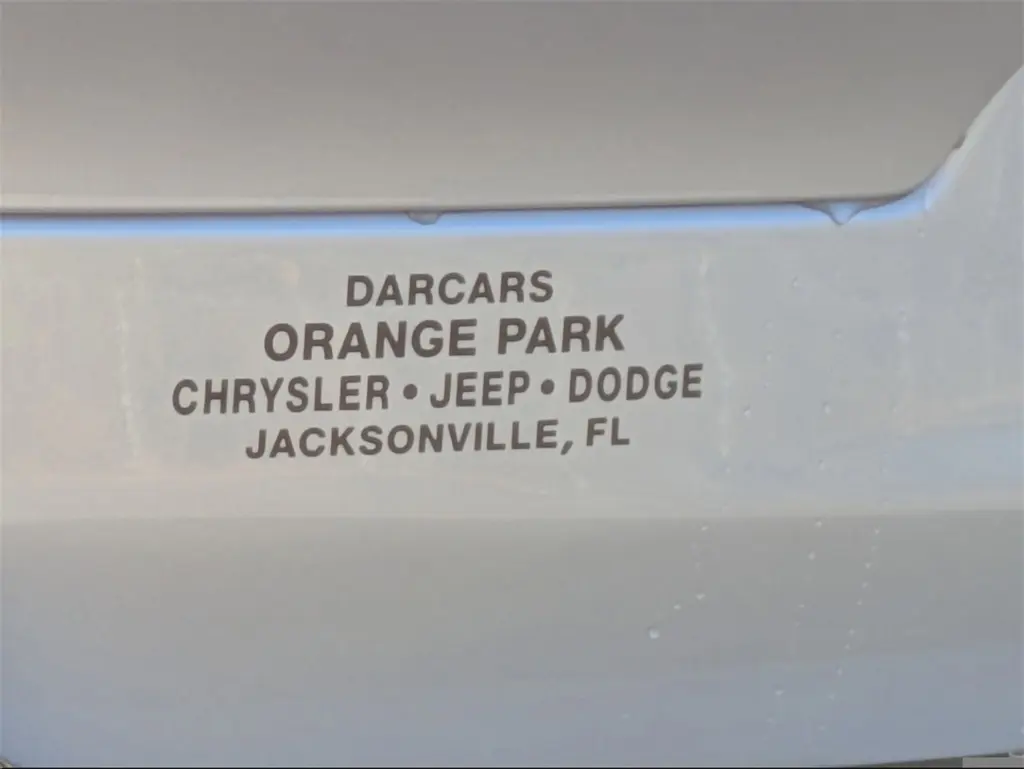 DARCARS
ORANGE PARK
CHRYSLER • JEEP • DODGE
JACKSONVILLE, FL